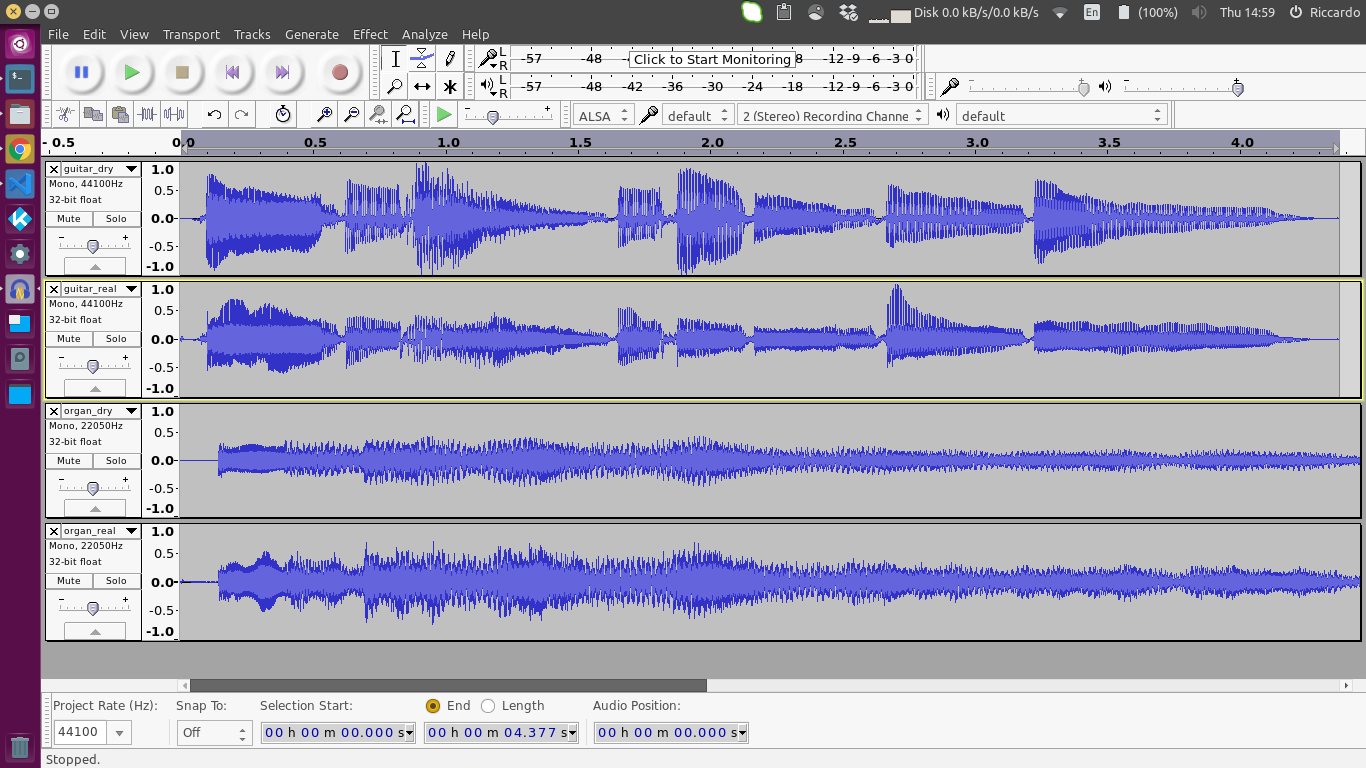 Disk 0.0 kB/s/0.0 kB/s En (100%) Thu 14:59 Riccardo
File Edit View Transport Tracks Generate Effect Analyze Help
L -57 -48 Click to Start Monitoring 8 -12 -9 -6 -3 0
R
L -57 -48 -42 -36 -30 -24 -18 -12 -9 -6 -3 0
R
ALSA default 2 (Stereo) Recording Channe default
- 0.5 0.0 0.5 1.0 1.5 2.0 2.5 3.0 3.5 4.0
guitar_dry
Mono, 44100Hz
32-bit float
Mute Solo
- +
1.0
0.5-
0.0-
-0.5-
-1.0
guitar_real
Mono, 44100Hz
32-bit float
Mute Solo
- +
1.0
0.5-
0.0-
-0.5-
-1.0
organ_dry
Mono, 22050Hz
32-bit float
Mute Solo
- +
1.0
0.5-
0.0-
-0.5-
-1.0
organ_real
Mono, 22050Hz
32-bit float
Mute Solo
- +
1.0
0.5-
0.0-
-0.5-
-1.0
Project Rate (Hz): Snap To: Selection Start: End Length Audio Position:
44100 Off 00 h 00 m 00.000 s 00 h 00 m 04.377 s 00 h 00 m 00.000 s
Stopped.